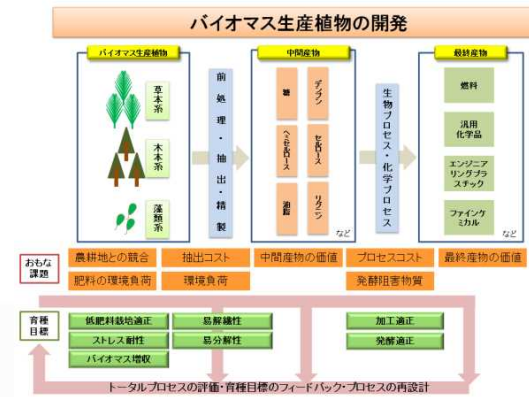 バイオマス生産植物の開発
バイオマス生産植物
草本系
木本系
藻類系
前処理・抽出・精製
中間産物
糖
デンプン
ヘミセルロース
セルロース
油脂
リグニン
など
生物プロセス・化学プロセス
最終産物
燃料
汎用
化学品
エンジニア
リングプラ
スチック
ファインケ
ミカル
など
おもな
課題
農耕地との競合
抽出コスト
中間産物の価値
プロセスコスト
最終産物の価値
肥料の環境負荷
環境負荷
発酵阻害物質
育種
目標
低肥料栽培適正
易解繊性
加工適正
ストレス耐性
易分解性
発酵適正
バイオマス増収
トータルプロセスの評価・育種目標のフィードバック・プロセスの再設計